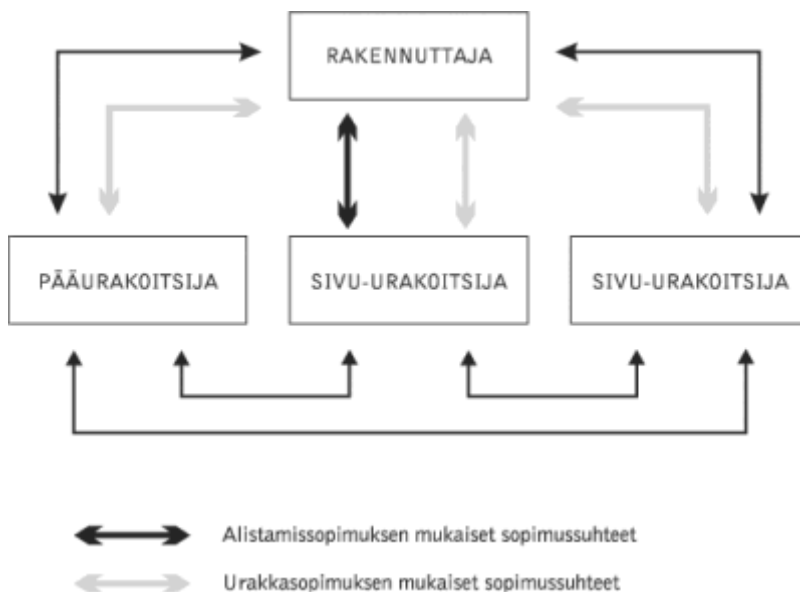 RAKENNUTTAJA
PÄÄURAKOITSIJA
SIVU-URAKOITSIJA
SIVU-URAKOITSIJA
Alistamissopimuksen mukaiset sopimussuhteet
Urakkasopimuksen mukaiset sopimussuhteet